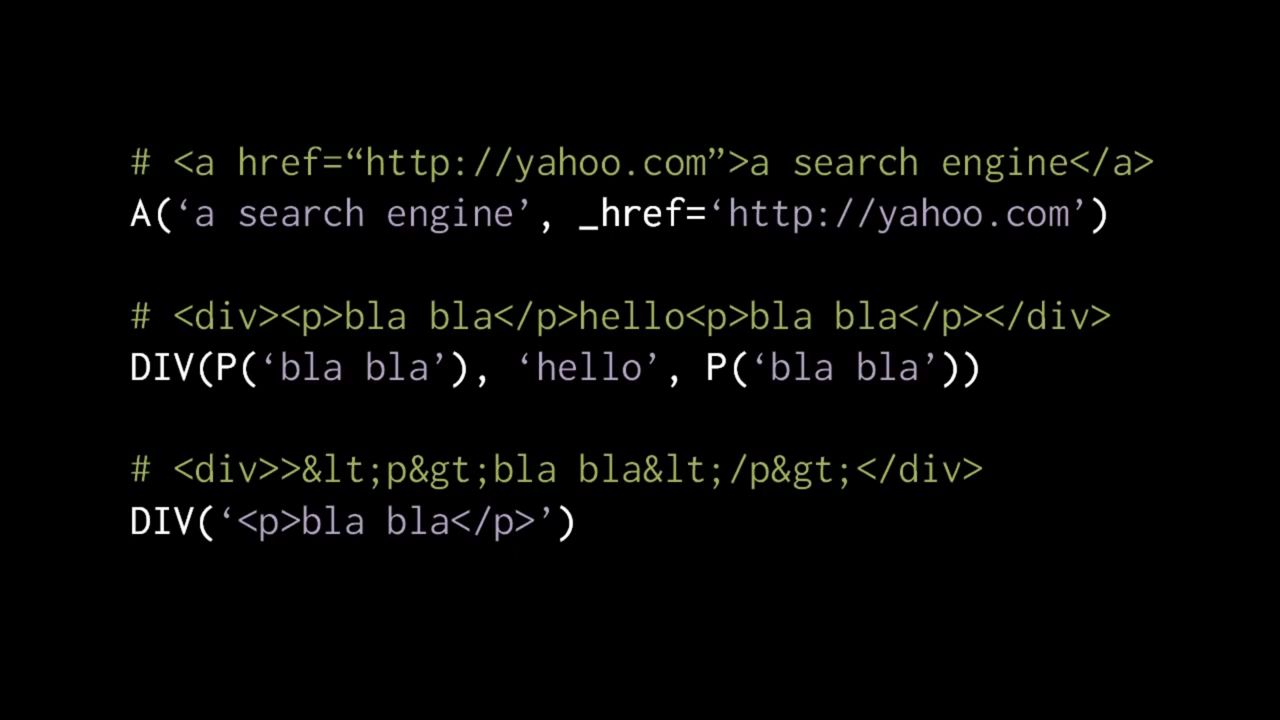 # <a href=“http://yahoo.com”>a search engine</a>
A(‘a search engine’, _href=‘http://yahoo.com’)
# <div><p>bla bla</p>hello<p>bla bla</p></div>
DIV(P(‘bla bla’), ‘hello’, P(‘bla bla’))
# <div>>&lt;p&gt;bla bla&lt;/p&gt;</div>
DIV(‘<p>bla bla</p>’)